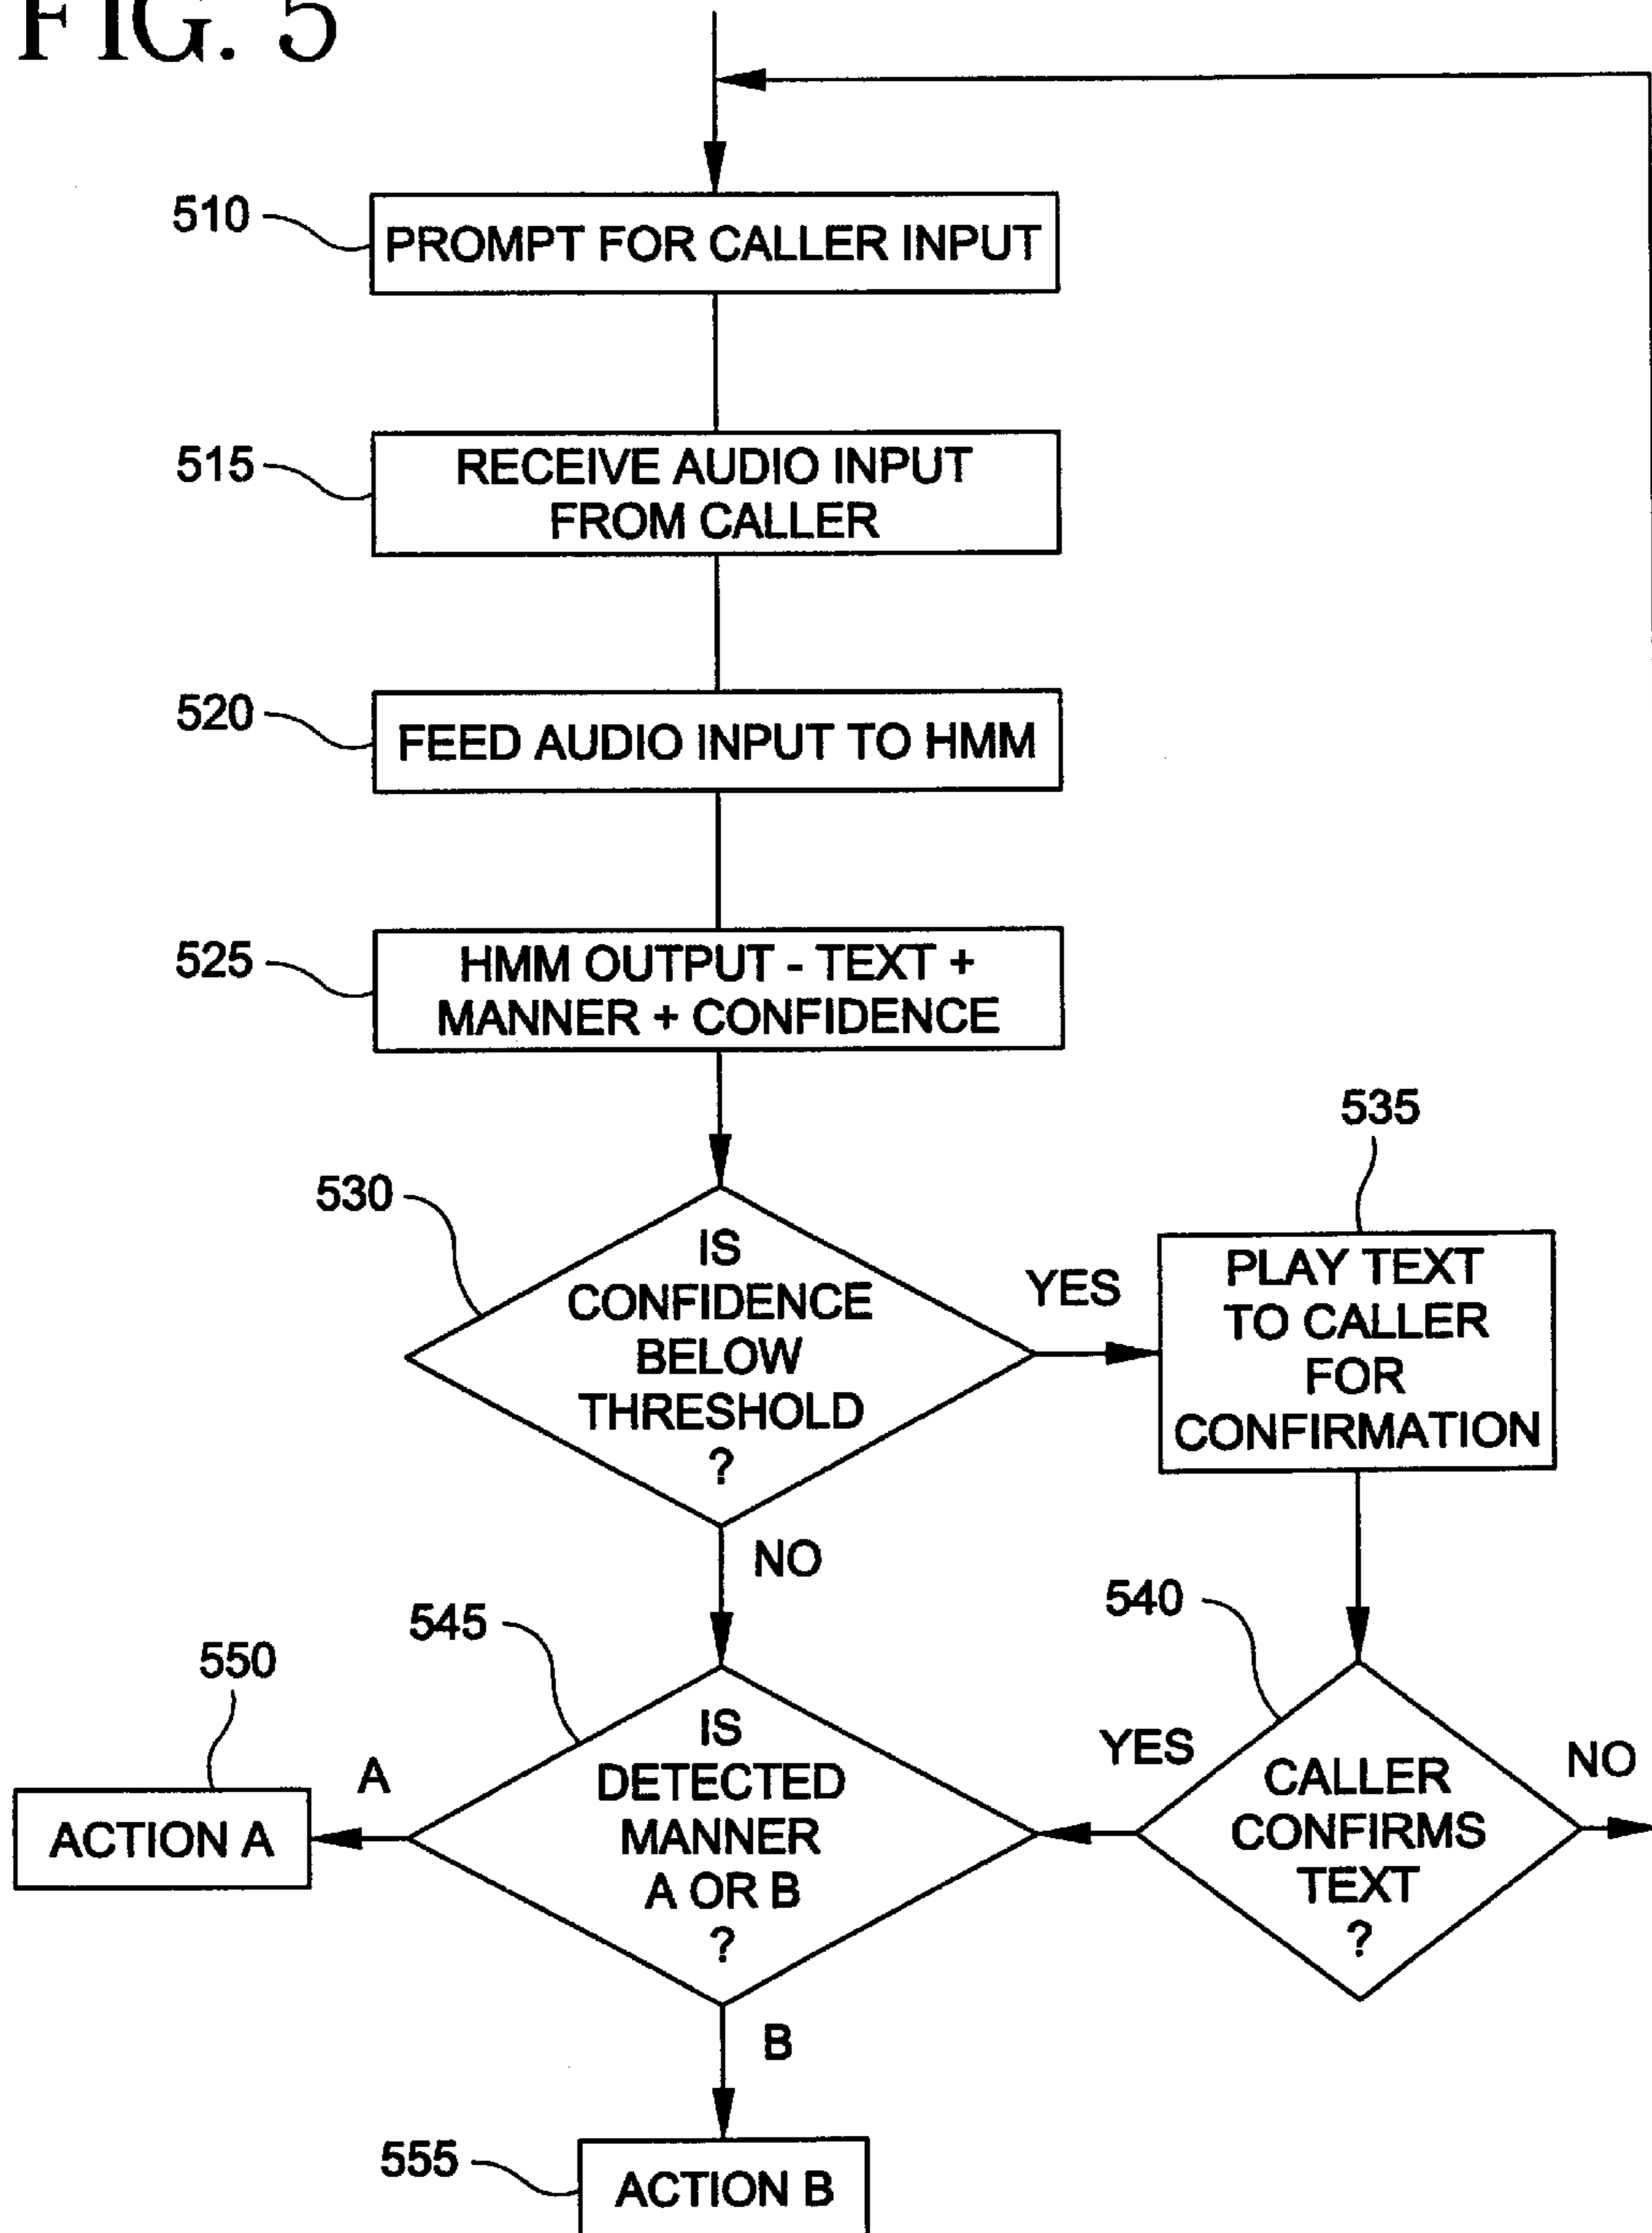 FIG. 5
510
PROMPT FOR CALLER INPUT
515
RECEIVE AUDIO INPUT
FROM CALLER
520
FEED AUDIO INPUT TO HMM
525
HMM OUTPUT - TEXT +
MANNER + CONFIDENCE
530
IS
CONFIDENCE
BELOW
THRESHOLD
?
YES
535
PLAY TEXT
TO CALLER
FOR
CONFIRMATION
NO
540
CALLER
CONFIRMS
TEXT
?
YES
NO
545
IS
DETECTED
MANNER
A OR B
?
A
550
ACTION A
B
555
ACTION B